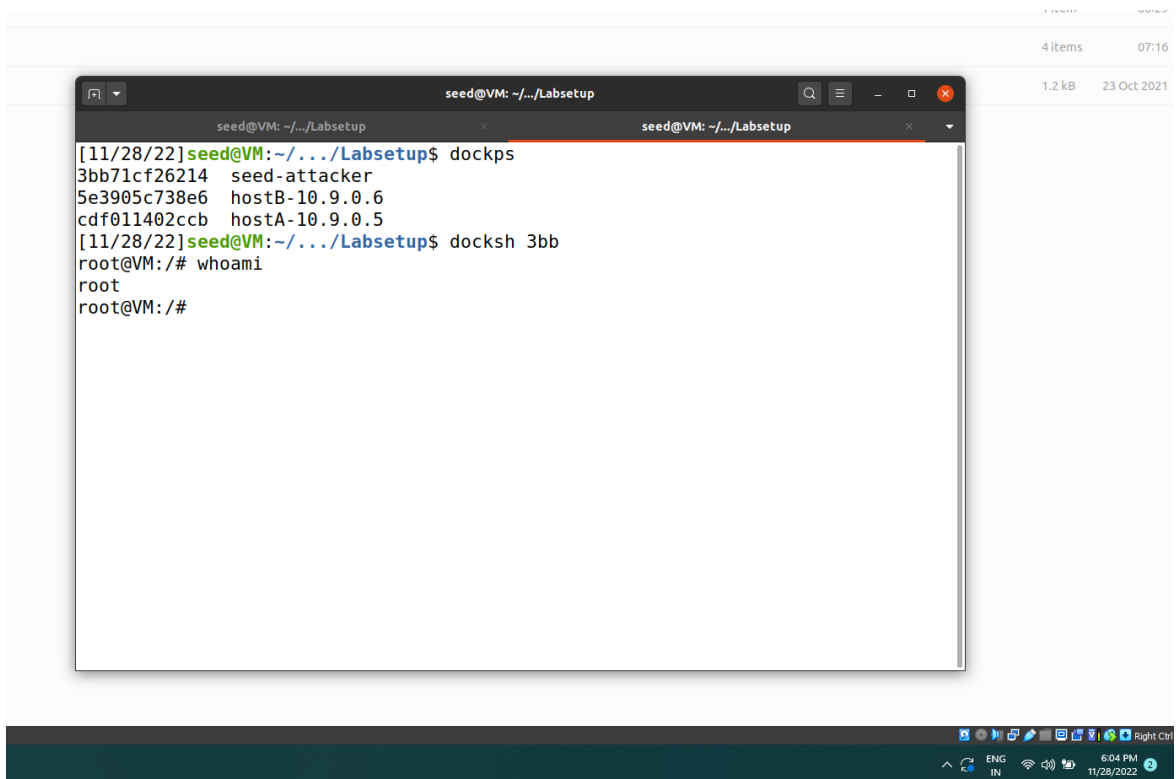 4 items 07:16
1.2 kB 23 Oct 2021
seed@VM: ~/.../Labsetup
seed@VM: ~/.../Labsetup
seed@VM: ~/.../Labsetup
[11/28/22]seed@VM:~/.../Labsetup$ dockps
3bb71cf26214 seed-attacker
5e3905c738e6 hostB-10.9.0.6
cdf011402ccb hostA-10.9.0.5
[11/28/22]seed@VM:~/.../Labsetup$ docksh 3bb
root@VM:/# whoami
root
root@VM:/#
Right Ctrl
ENG
IN
6:04 PM
11/28/2022
2